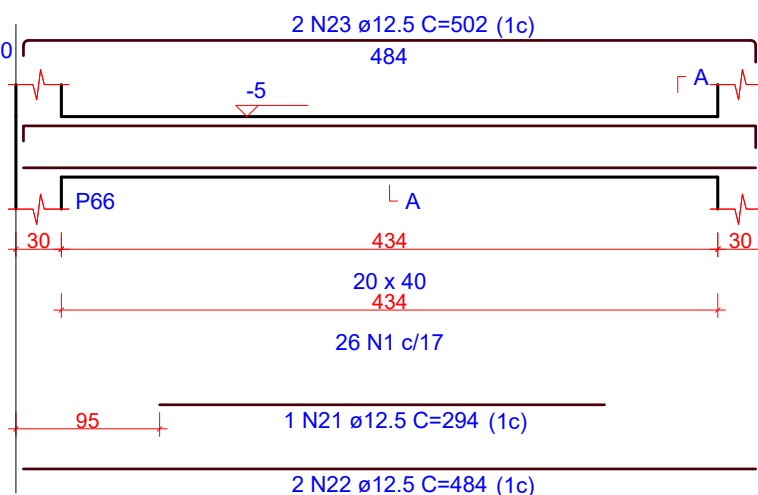 2 N23 ø12.5 C=502 (1c)
0
484
-5
A
P66
A
30
434
30
20 x 40
434
26 N1 c/17
95
1 N21 ø12.5 C=294 (1c)
2 N22 ø12.5 C=484 (1c)